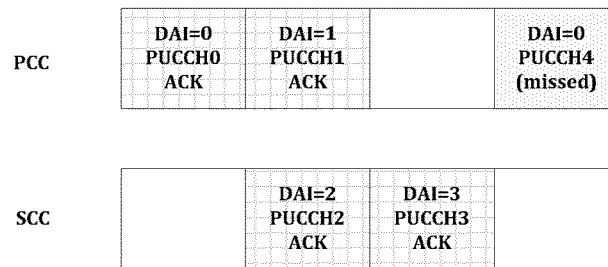 PCC
DAI=0
PUCCH0
ACK
DAI=1
PUCCH1
ACK
DAI=0
PUCCH4
(missed)
SCC
DAI=2
PUCCH2
ACK
DAI=3
PUCCH3
ACK